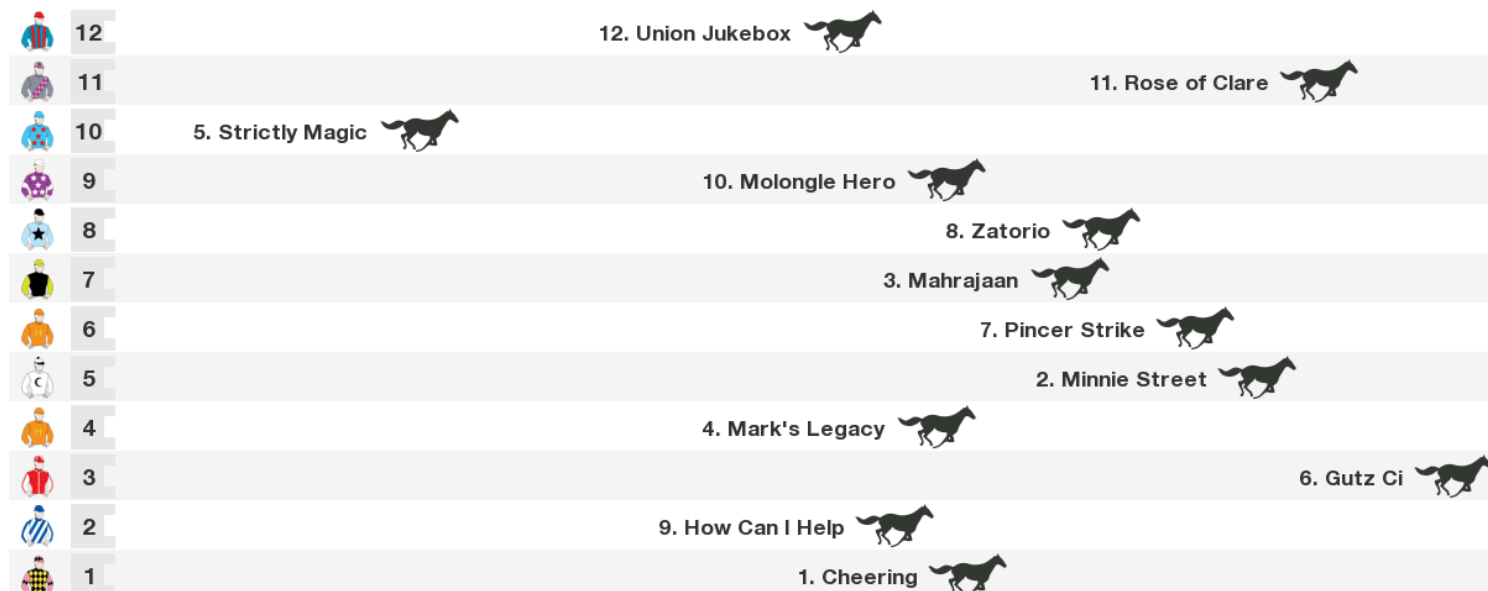 12 12. Union Jukebox
11 11. Rose of Clare
10 5. Strictly Magic
9 10. Molongle Hero
8 8. Zatorio
7 3. Mahrajaan
6 7. Pincer Strike
5 2. Minnie Street
4 4. Mark's Legacy
3 6. Gutz Ci
2 9. How Can I Help
1 1. Cheering